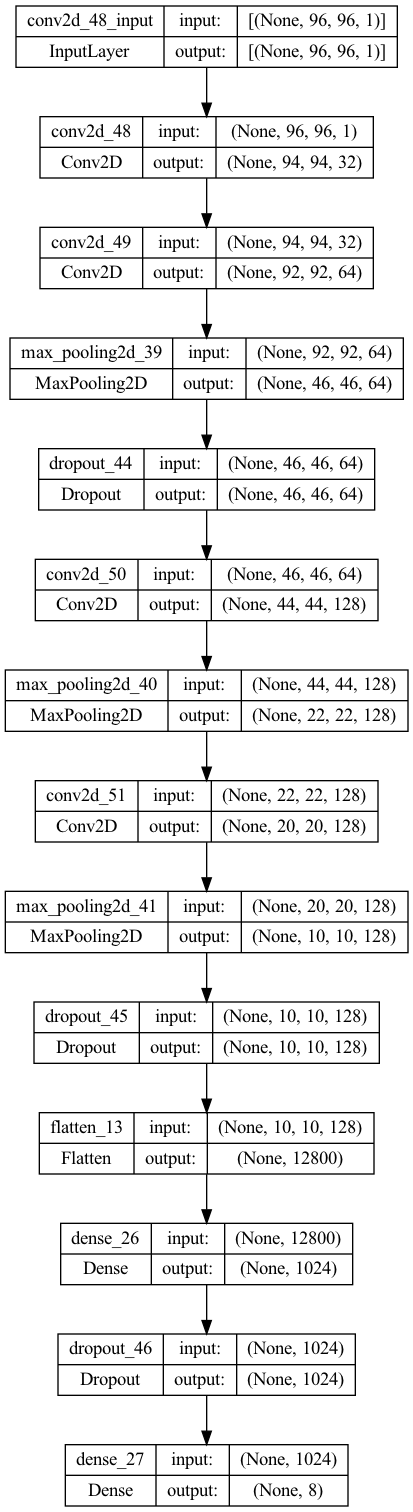 conv2d_48_input input: [(None, 96, 96, 1)]
InputLayer output: [(None, 96, 96, 1)]
conv2d_48 input: (None, 96, 96, 1)
Conv2D output: (None, 94, 94, 32)
conv2d_49 input: (None, 94, 94, 32)
Conv2D output: (None, 92, 92, 64)
max_pooling2d_39 input: (None, 92, 92, 64)
MaxPooling2D output: (None, 46, 46, 64)
dropout_44 input: (None, 46, 46, 64)
Dropout output: (None, 46, 46, 64)
conv2d_50 input: (None, 46, 46, 64)
Conv2D output: (None, 44, 44, 128)
max_pooling2d_40 input: (None, 44, 44, 128)
MaxPooling2D output: (None, 22, 22, 128)
conv2d_51 input: (None, 22, 22, 128)
Conv2D output: (None, 20, 20, 128)
max_pooling2d_41 input: (None, 20, 20, 128)
MaxPooling2D output: (None, 10, 10, 128)
dropout_45 input: (None, 10, 10, 128)
Dropout output: (None, 10, 10, 128)
flatten_13 input: (None, 10, 10, 128)
Flatten output: (None, 12800)
dense_26 input: (None, 12800)
Dense output: (None, 1024)
dropout_46 input: (None, 1024)
Dropout output: (None, 1024)
dense_27 input: (None, 1024)
Dense output: (None, 8)